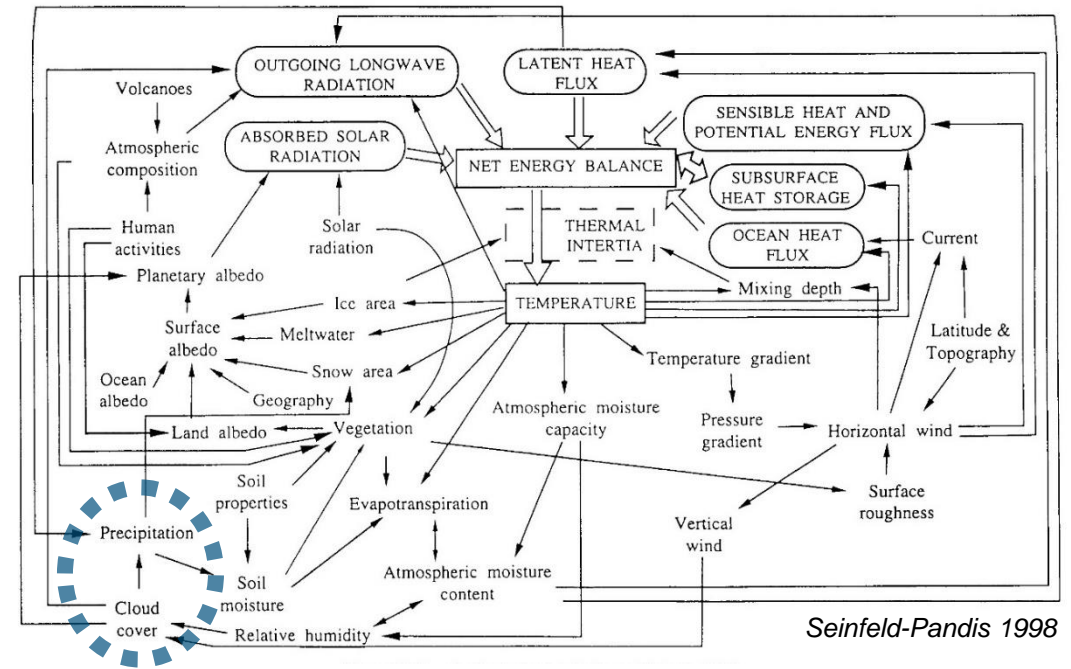 OUTGOING LONGWAVE
RADIATION
LATENT HEAT
FLUX
Volcanoes
SENSIBLE HEAT AND
POTENTIAL ENERGY FLUX
ABSORBED SOLAR
RADIATION
Atmospheric
composition
NET ENERGY BALANCE
SUBSURFACE
HEAT STORAGE
Human
activities
Solar
radiation
THERMAL
INTERTIA
OCEAN HEAT
FLUX
Current
Planetary albedo
Ice area
TEMPERATURE
Mixing depth
Surface
albedo
Meltwater
Latitude &
Topography
Temperature gradient
Snow area
Ocean
albedo
Geography
Atmospheric moisture
capacity
Pressure
gradient
Land albedo
Vegetation
Horizontal wind
Soil
properties
Evapotranspiration
Surface
roughness
Precipitation
Vertical
wind
Soil
moisture
Atmospheric moisture
content
Cloud
cover
Relative humidity
Seinfeld-Pandis 1998